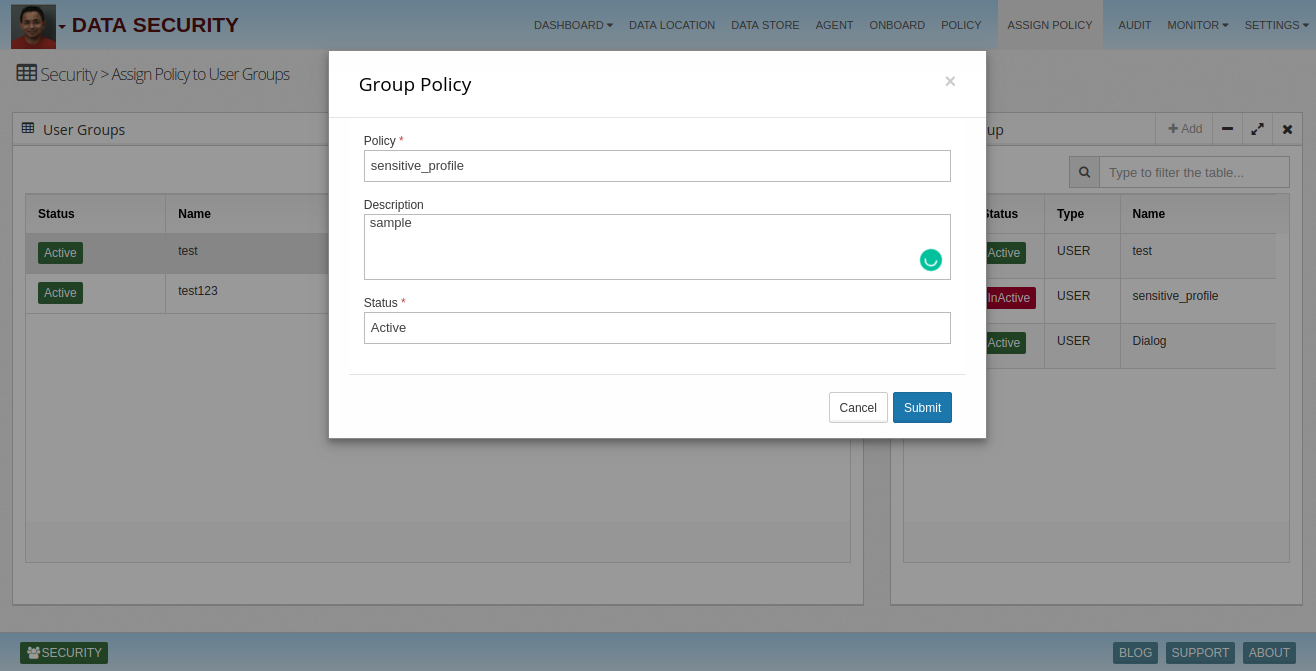 DATA SECURITY
DASHBOARD DATA LOCATION DATA STORE AGENT ONBOARD POLICY ASSIGN POLICY AUDIT MONITOR SETTINGS
Security > Assign Policy to User Groups
Group Policy ×
User Groups
up
Add
Policy *
sensitive_profile
Type to filter the table...
Description
sample
Status Name
Active test
Active test123
Status Type Name
Active USER test
InActive USER sensitive_profile
Active USER Dialog
Status *
Active
Cancel Submit
SECURITY
BLOG SUPPORT ABOUT